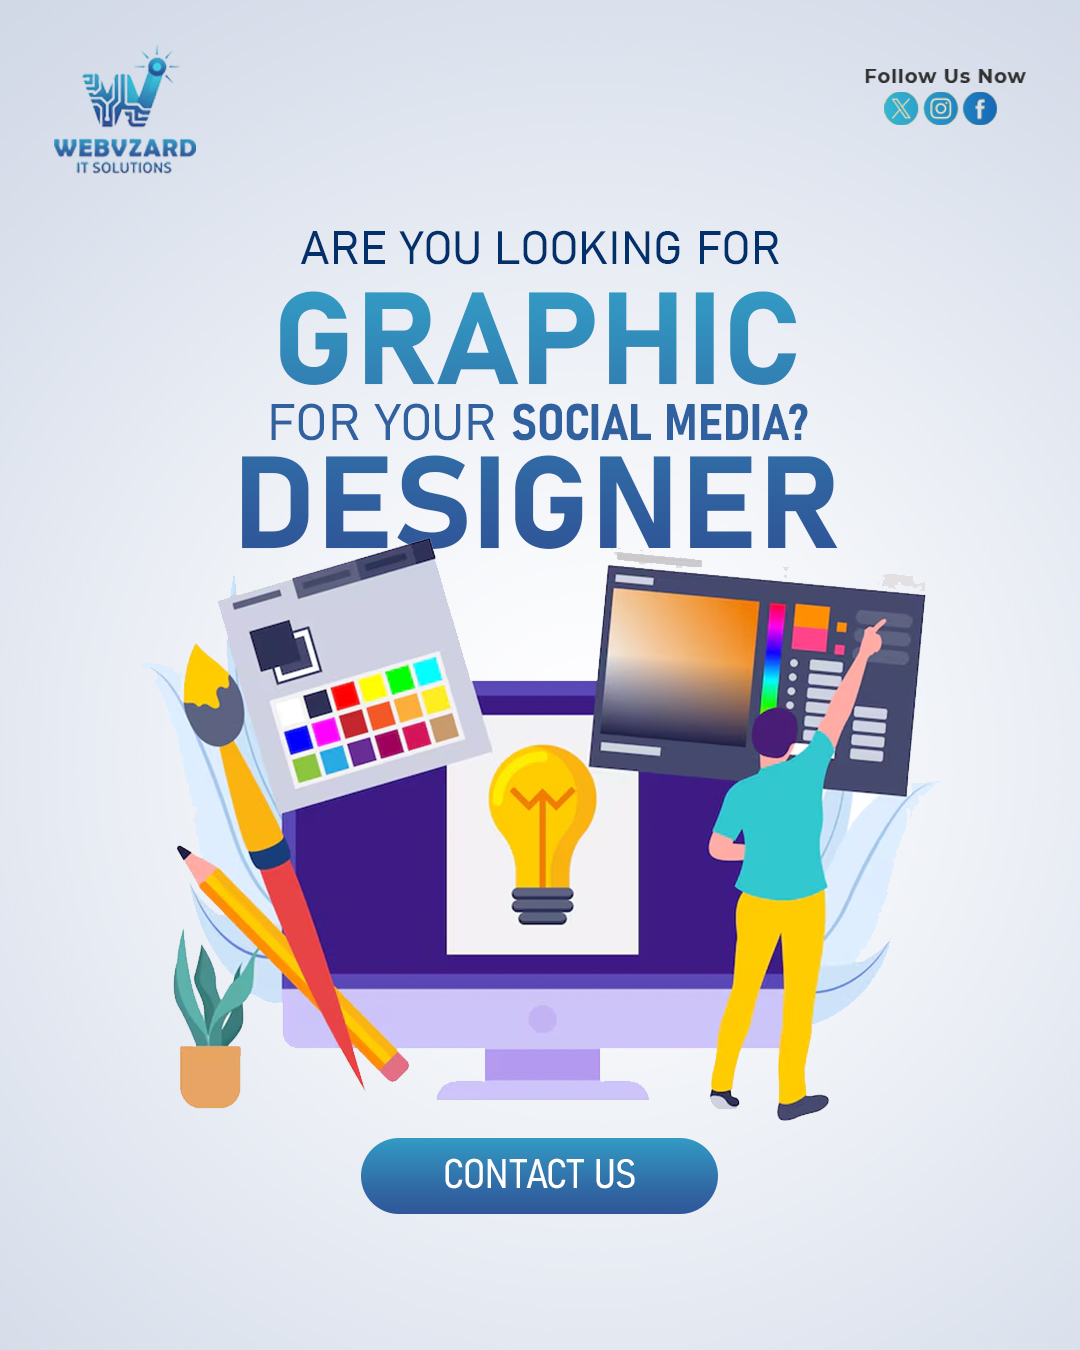 WEBVZARD
IT SOLUTIONS
Follow Us Now
ARE YOU LOOKING FOR
GRAPHIC
FOR YOUR SOCIAL MEDIA?
DESIGNER
CONTACT US